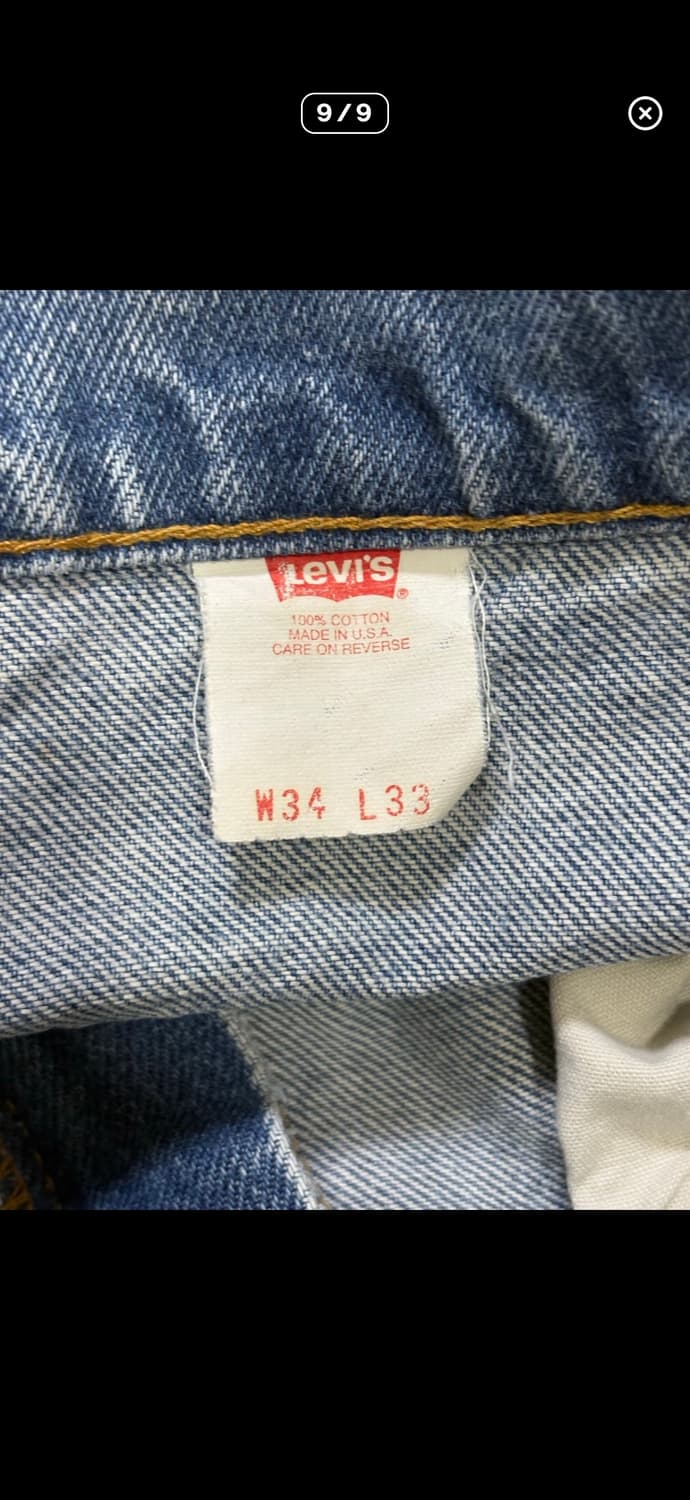 9/9
Levi's®
100% COTTON
MADE IN U.S.A.
CARE ON REVERSE
W34 L33